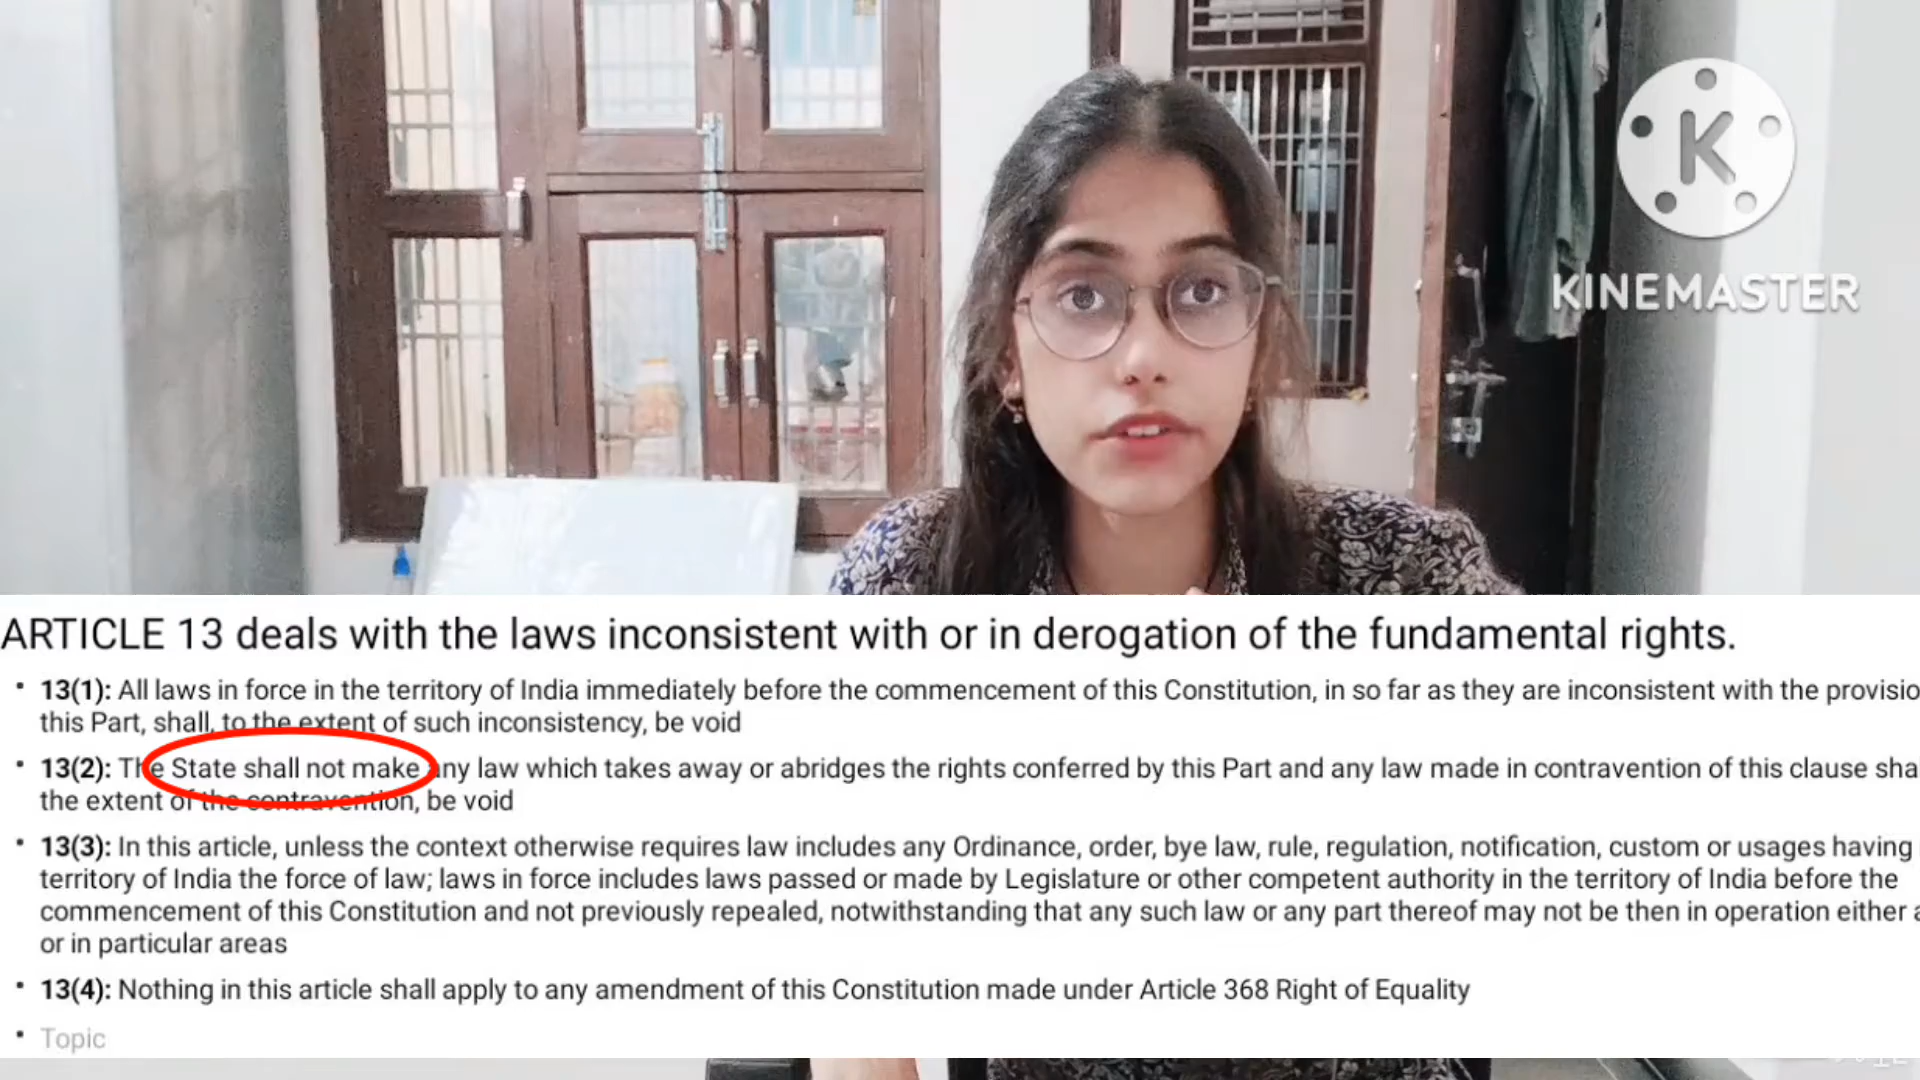 K
KINEMASTER
ARTICLE 13 deals with the laws inconsistent with or in derogation of the fundamental rights.
• 13(1): All laws in force in the territory of India immediately before the commencement of this Constitution, in so far as they are inconsistent with the provisio
this Part, shall, to the extent of such inconsistency, be void
• 13(2): The State shall not make any law which takes away or abridges the rights conferred by this Part and any law made in contravention of this clause sha
the extent of the contravention, be void
• 13(3): In this article, unless the context otherwise requires law includes any Ordinance, order, bye law, rule, regulation, notification, custom or usages having
territory of India the force of law; laws in force includes laws passed or made by Legislature or other competent authority in the territory of India before the
commencement of this Constitution and not previously repealed, notwithstanding that any such law or any part thereof may not be then in operation either a
or in particular areas
• 13(4): Nothing in this article shall apply to any amendment of this Constitution made under Article 368 Right of Equality
• Topic